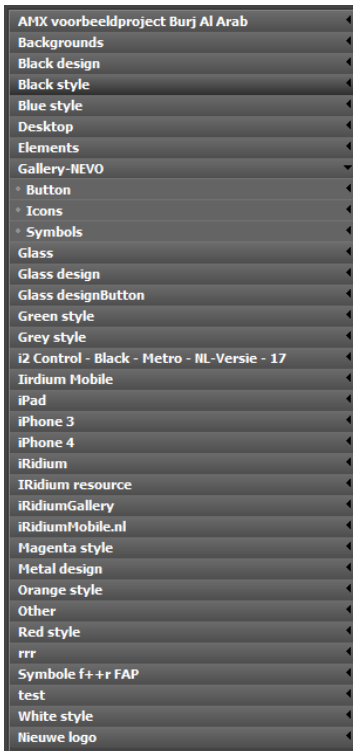 AMX voorbeeldproject Burj Al Arab
Backgrounds
Black design
Black style
Blue style
Desktop
Elements
Gallery-NEVO
Button
Icons
Symbols
Glass
Glass design
Glass designButton
Green style
Grey style
i2 Control - Black - Metro - NL-Versie - 17
Iirdium Mobile
iPad
iPhone 3
iPhone 4
iRidium
IRidium resource
iRidiumGallery
iRidiumMobile.nl
Magenta style
Metal design
Orange style
Other
Red style
rrr
Symbole f++r FAP
test
White style
Nieuwe logo